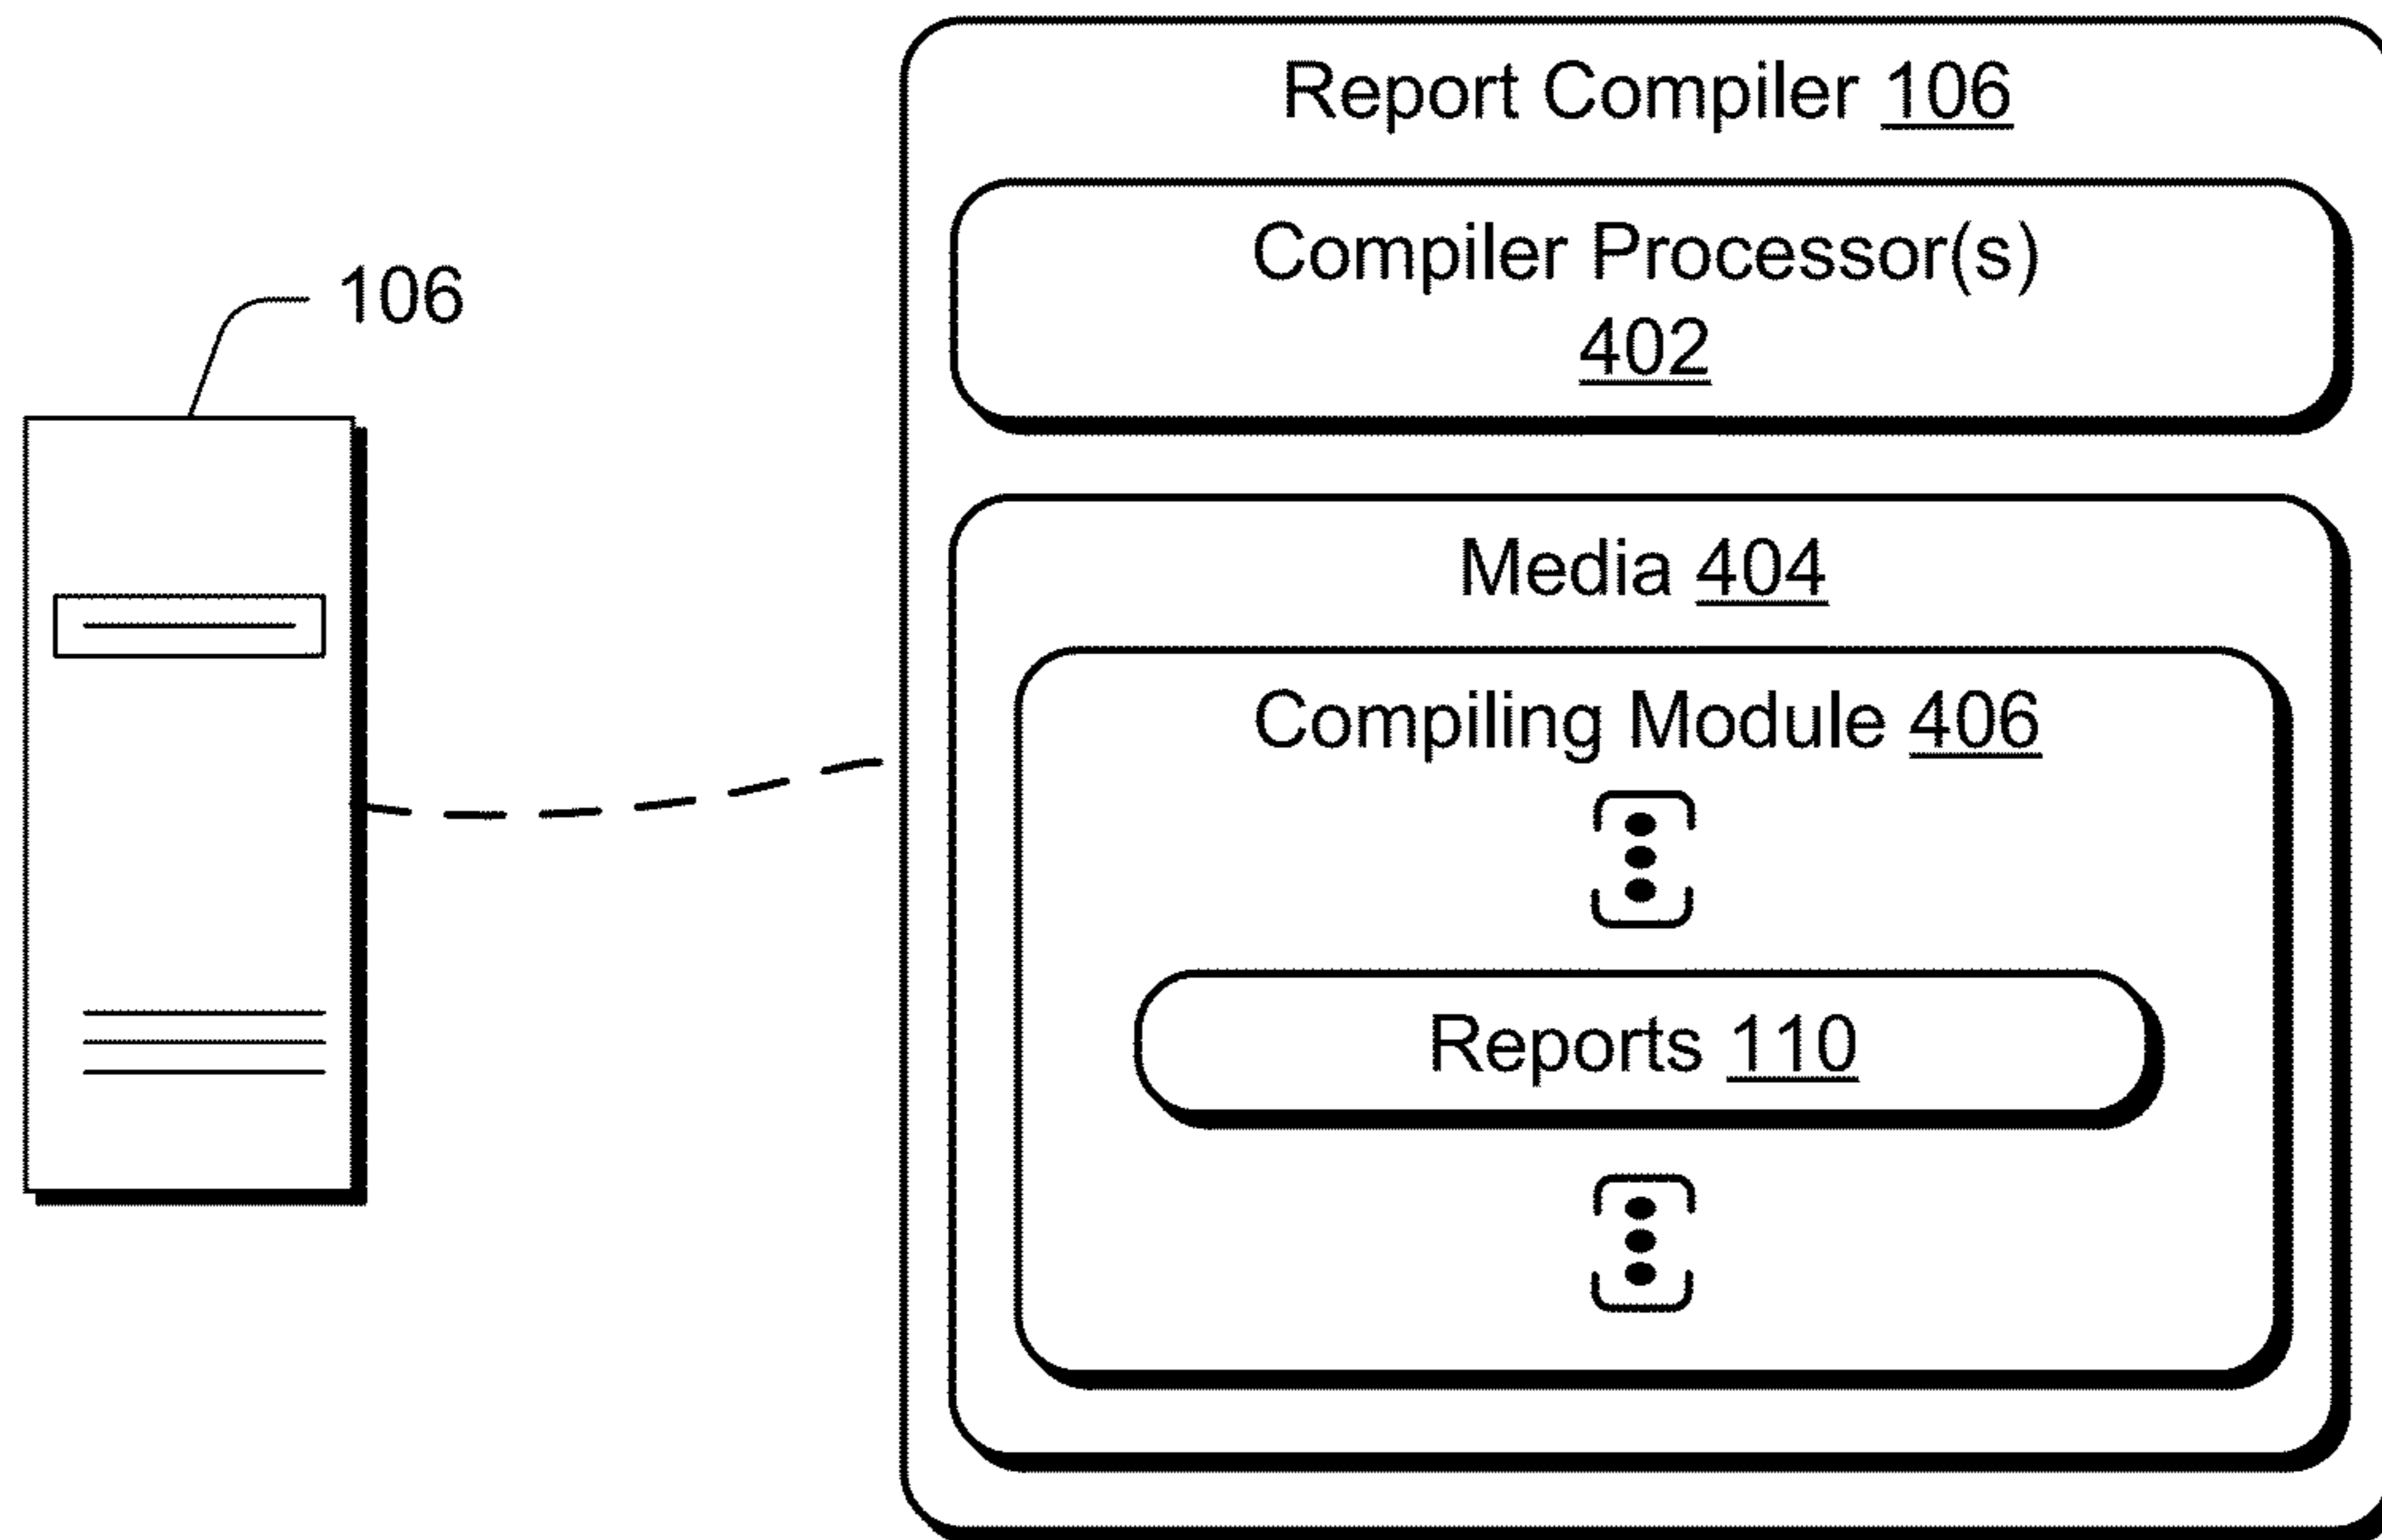 106
Report Compiler 106
Compiler Processor(s)
402
Media 404
Compiling Module 406
Reports 110